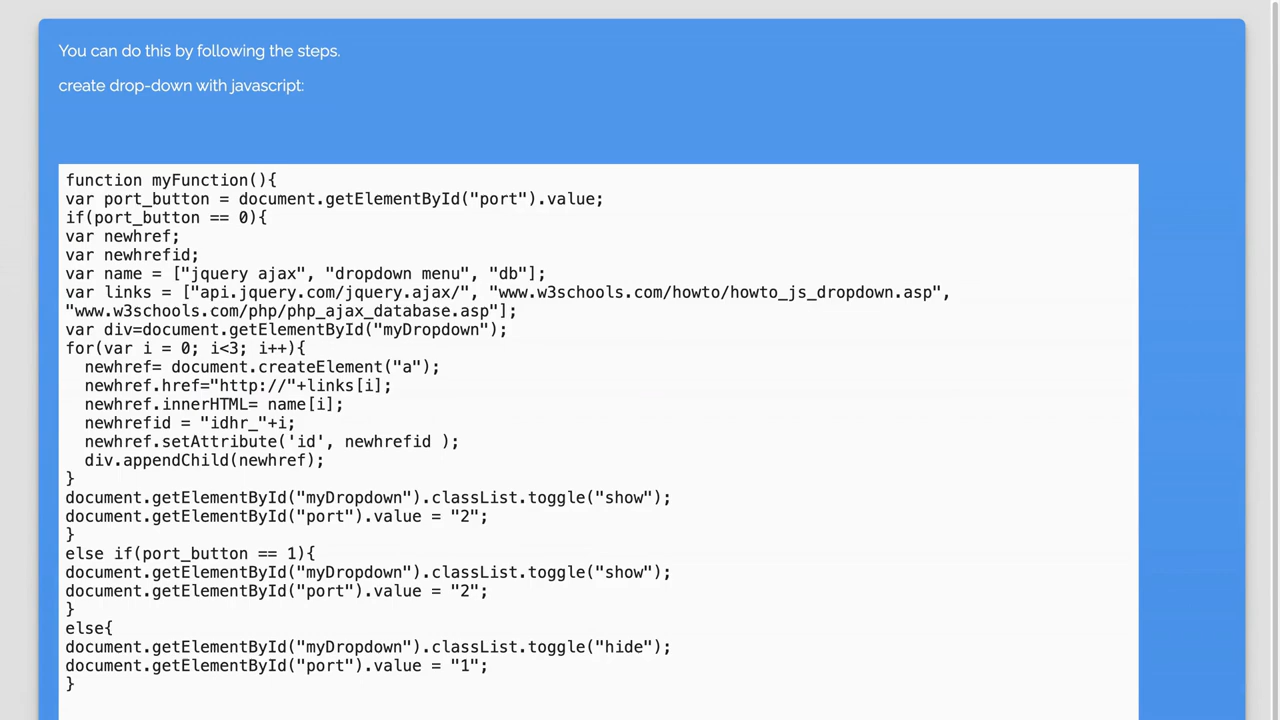 You can do this by following the steps.
create drop-down with javascript:
function myFunction(){
var port_button = document.getElementById("port").value;
if(port_button == 0){
var newhref;
var newhrefid;
var name = ["jquery ajax", "dropdown menu", "db"];
var links = ["api.jquery.com/jquery.ajax/", "www.w3schools.com/howto/howto_js_dropdown.asp",
"www.w3schools.com/php/php_ajax_database.asp"];
var div=document.getElementById("myDropdown");
for(var i = 0; i<3; i++){
  newhref= document.createElement("a");
  newhref.href="http://"+links[i];
  newhref.innerHTML= name[i];
  newhrefid = "idhr_"+i;
  newhref.setAttribute('id', newhrefid );
  div.appendChild(newhref);
}
document.getElementById("myDropdown").classList.toggle("show");
document.getElementById("port").value = "2";
}
else if(port_button == 1){
document.getElementById("myDropdown").classList.toggle("show");
document.getElementById("port").value = "2";
}
else{
document.getElementById("myDropdown").classList.toggle("hide");
document.getElementById("port").value = "1";
}